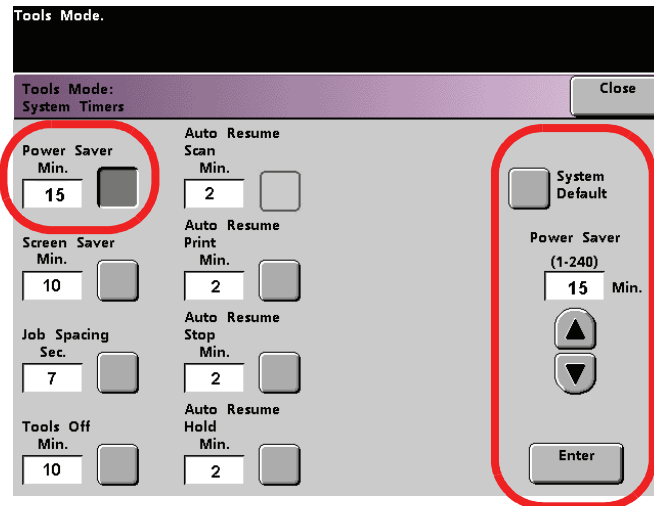 Tools Mode.
Tools Mode:
System Timers
Close
Power Saver
Min.
15
Screen Saver
Min.
10
Job Spacing
Sec.
7
Tools Off
Min.
10
Auto Resume
Scan
Min.
2
Auto Resume
Print
Min.
2
Auto Resume
Stop
Min.
2
Auto Resume
Hold
Min.
2
System
Default
Power Saver
(1-240)
15 Min.
Enter